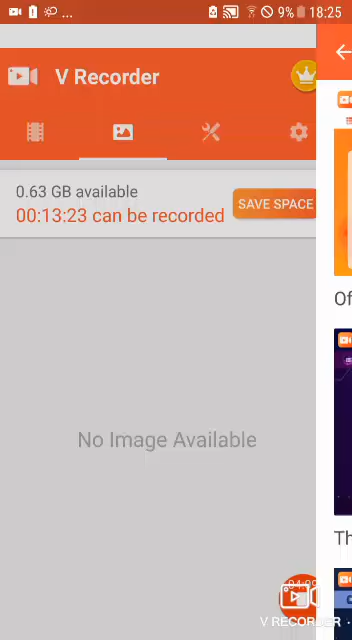 ... 9% 18:25
V Recorder
0.63 GB available
00:13:23 can be recorded
SAVE SPACE
Of
No Image Available
Th
V RECORDER